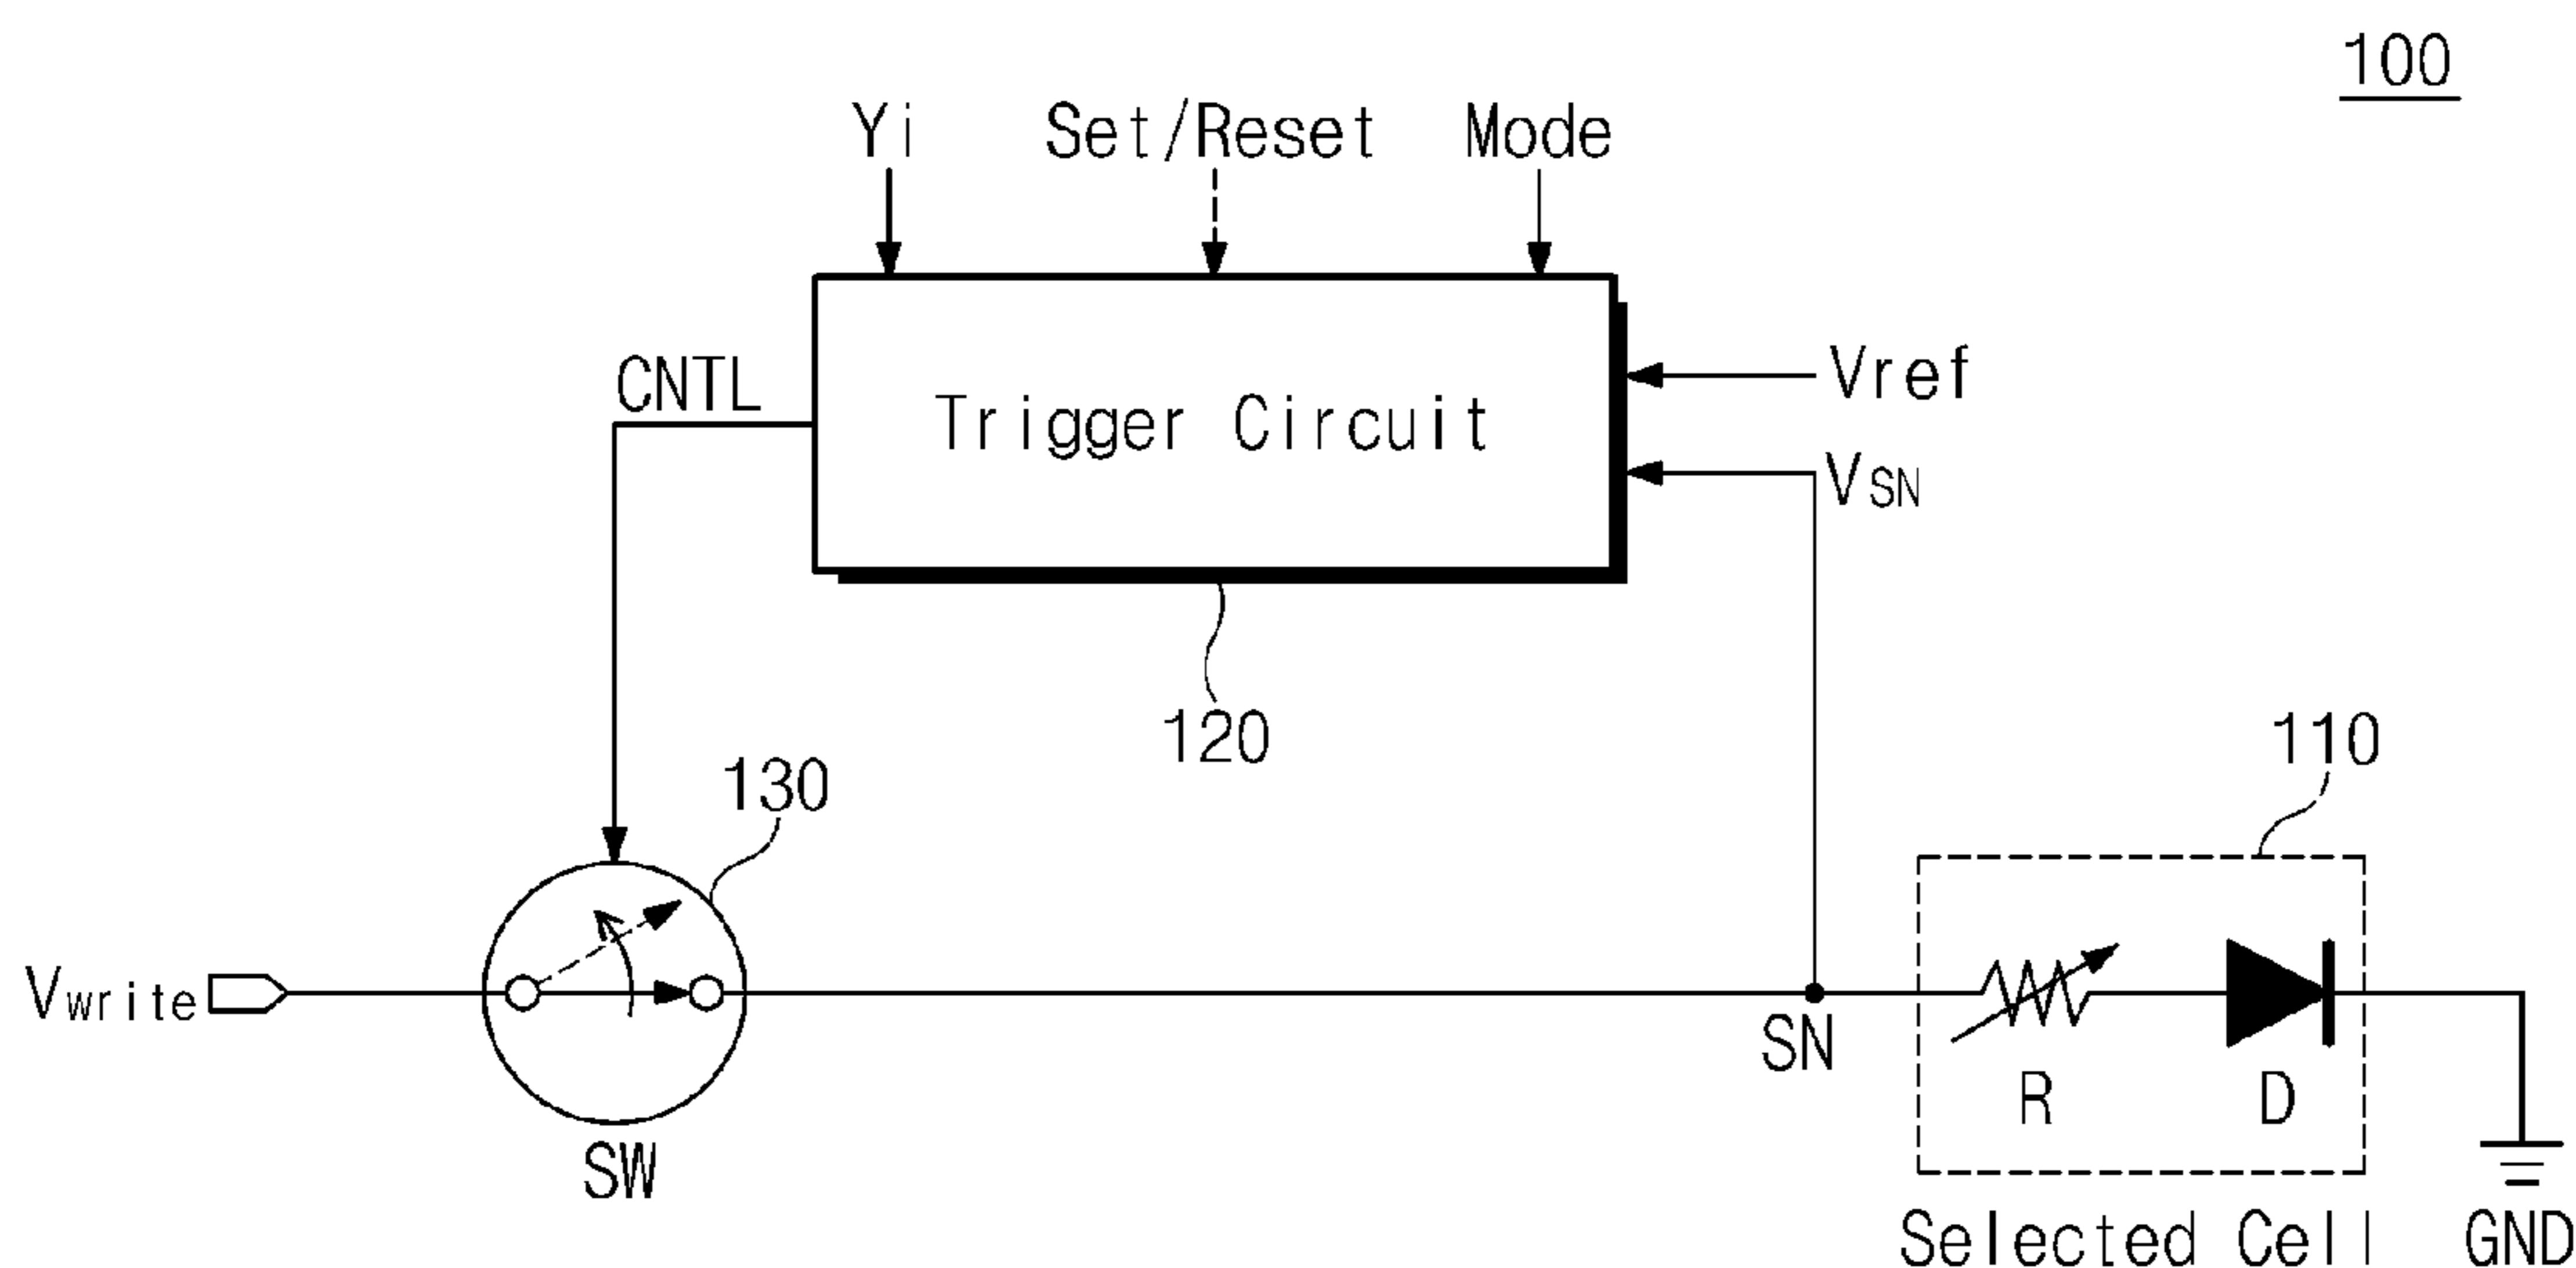 100
Yi Set/Reset Mode
CNTL
Trigger Circuit
Vref
VSN
120
130
110
Vwrite
SN
R D
SW
Selected Cell
GND